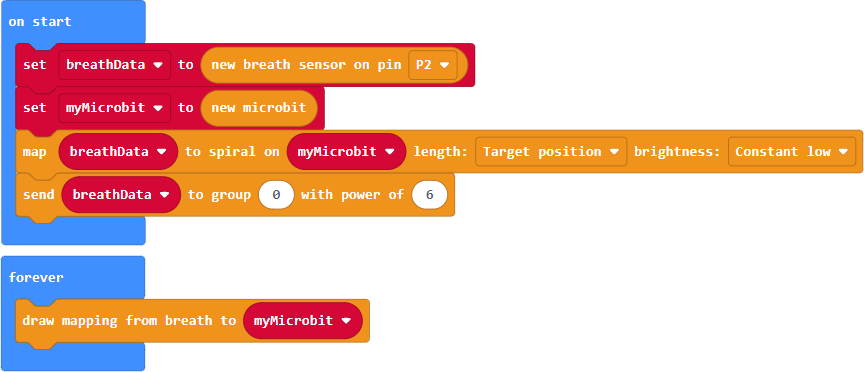 on start
set breathData to new breath sensor on pin P2
set myMicrobit to new microbit
map breathData to spiral on myMicrobit length: Target position brightness: Constant low
send breathData to group 0 with power of 6
forever
draw mapping from breath to myMicrobit